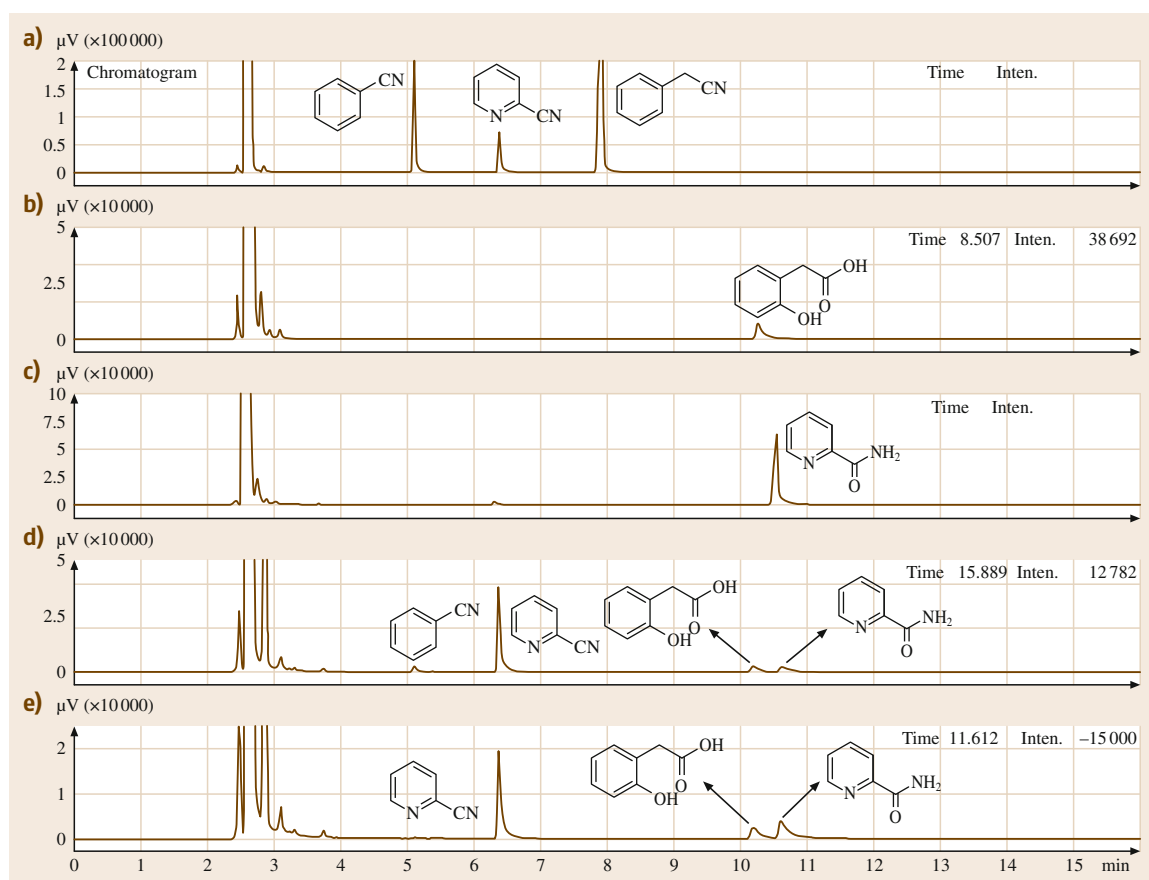 a) µV (×100 000)
2 Chromatogram CN N CN CN Time Inten.
1.5
1
0.5
0
b) µV (×10 000)
5 Time 8.507 Inten. 38 692
OH
2.5 O
OH
0
c) µV (×10 000)
10 Time Inten.
7.5
5 N NH2
2.5 O
0
d) µV (×10 000)
5 Time 15.889 Inten. 12 782
CN OH N NH2
2.5 N CN OH O O
0
e) µV (×10 000)
2 Time 11.612 Inten. –15 000
OH
1 N CN OH O N NH2
O
0
0 1 2 3 4 5 6 7 8 9 10 11 12 13 14 15 min